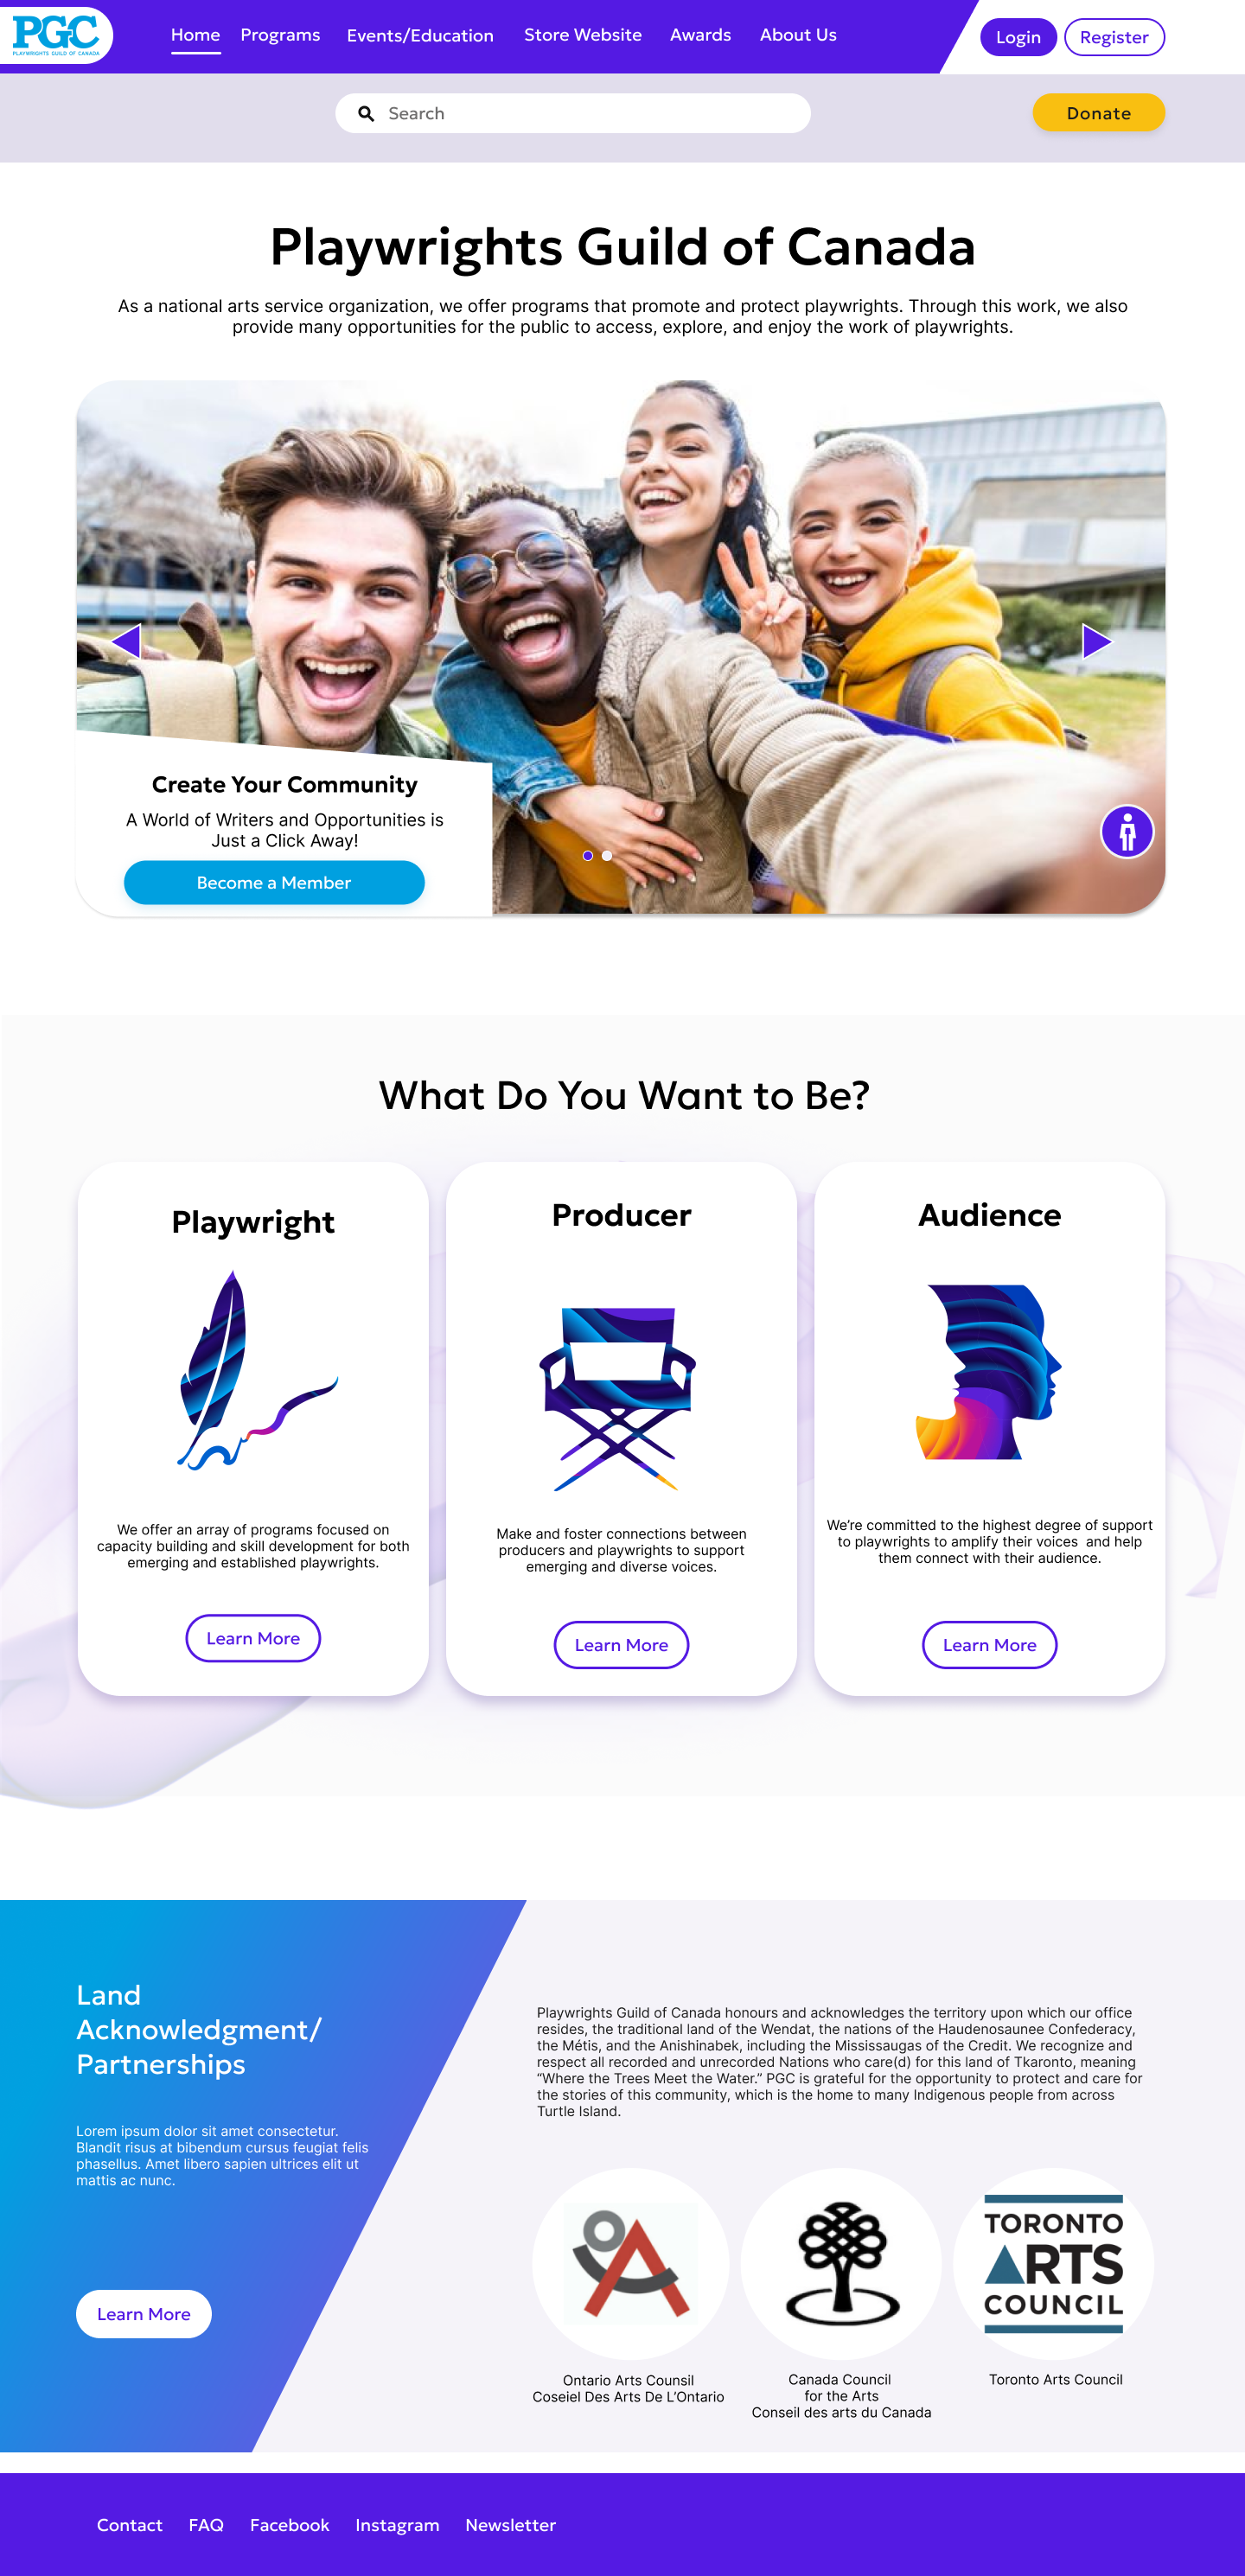 PGC
PLAYWRIGHTS GUILD OF CANADA
Home Programs Events/Education Store Website Awards About Us
Login Register
Search
Donate
Playwrights Guild of Canada
As a national arts service organization, we offer programs that promote and protect playwrights. Through this work, we also
provide many opportunities for the public to access, explore, and enjoy the work of playwrights.
Create Your Community
A World of Writers and Opportunities is
Just a Click Away!
Become a Member
What Do You Want to Be?
Playwright
We offer an array of programs focused on
capacity building and skill development for both
emerging and established playwrights.
Learn More
Producer
Make and foster connections between
producers and playwrights to support
emerging and diverse voices.
Learn More
Audience
We’re committed to the highest degree of support
to playwrights to amplify their voices  and help
them connect with their audience.
Learn More
Land
Acknowledgment/
Partnerships
Lorem ipsum dolor sit amet consectetur.
Blandit risus at bibendum cursus feugiat felis
phasellus. Amet libero sapien ultrices elit ut
mattis ac nunc.
Learn More
Playwrights Guild of Canada honours and acknowledges the territory upon which our office
resides, the traditional land of the Wendat, the nations of the Haudenosaunee Confederacy,
the Métis, and the Anishinabek, including the Mississaugas of the Credit. We recognize and
respect all recorded and unrecorded Nations who care(d) for this land of Tkaronto, meaning
“Where the Trees Meet the Water.” PGC is grateful for the opportunity to protect and care for
the stories of this community, which is the home to many Indigenous people from across
Turtle Island.
TORONTO
ARTS
COUNCIL
Ontario Arts Counsil
Coseiel Des Arts De L’Ontario
Canada Council
for the Arts
Conseil des arts du Canada
Toronto Arts Council
Contact FAQ Facebook Instagram Newsletter